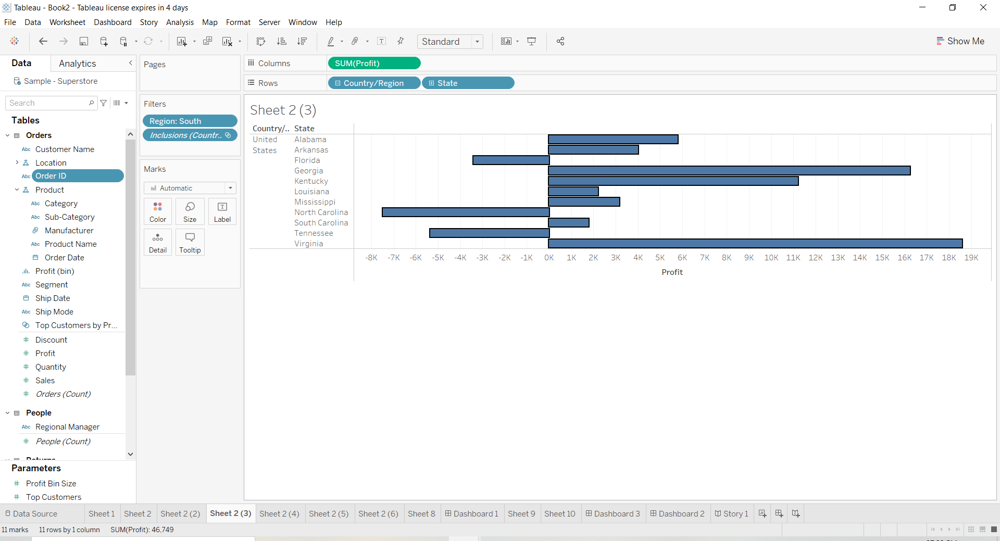 Tableau - Book2 - Tableau license expires in 4 days
File Data Worksheet Dashboard Story Analysis Map Format Server Window Help
Standard
Show Me
Data Analytics
Sample - Superstore
Search
Tables
Orders
Abc Customer Name
Location
Abc Order ID
Product
Abc Category
Abc Sub-Category
Manufacturer
Abc Product Name
Order Date
Profit (bin)
Abc Segment
Ship Date
Abc Ship Mode
Top Customers by Pr...
# Discount
# Profit
# Quantity
# Sales
# Orders (Count)
People
Abc Regional Manager
# People (Count)
Returns
Parameters
# Profit Bin Size
# Top Customers
Pages
Filters
Region: South
Inclusions (Countr..
Marks
Automatic
Color Size T Label
Detail Tooltip
Columns SUM(Profit)
Rows Country/Region State
Sheet 2 (3)
Country/.. State
United States
Alabama
Arkansas
Florida
Georgia
Kentucky
Louisiana
Mississippi
North Carolina
South Carolina
Tennessee
Virginia
-8K -7K -6K -5K -4K -3K -2K -1K 0K 1K 2K 3K 4K 5K 6K 7K 8K 9K 10K 11K 12K 13K 14K 15K 16K 17K 18K 19K
Profit
Data Source Sheet 1 Sheet 2 Sheet 2 (2) Sheet 2 (3) Sheet 2 (4) Sheet 2 (5) Sheet 2 (6) Sheet 8 Dashboard 1 Sheet 9 Sheet 10 Dashboard 3 Dashboard 2 Story 1
11 marks 11 rows by 1 column SUM(Profit): 46,749